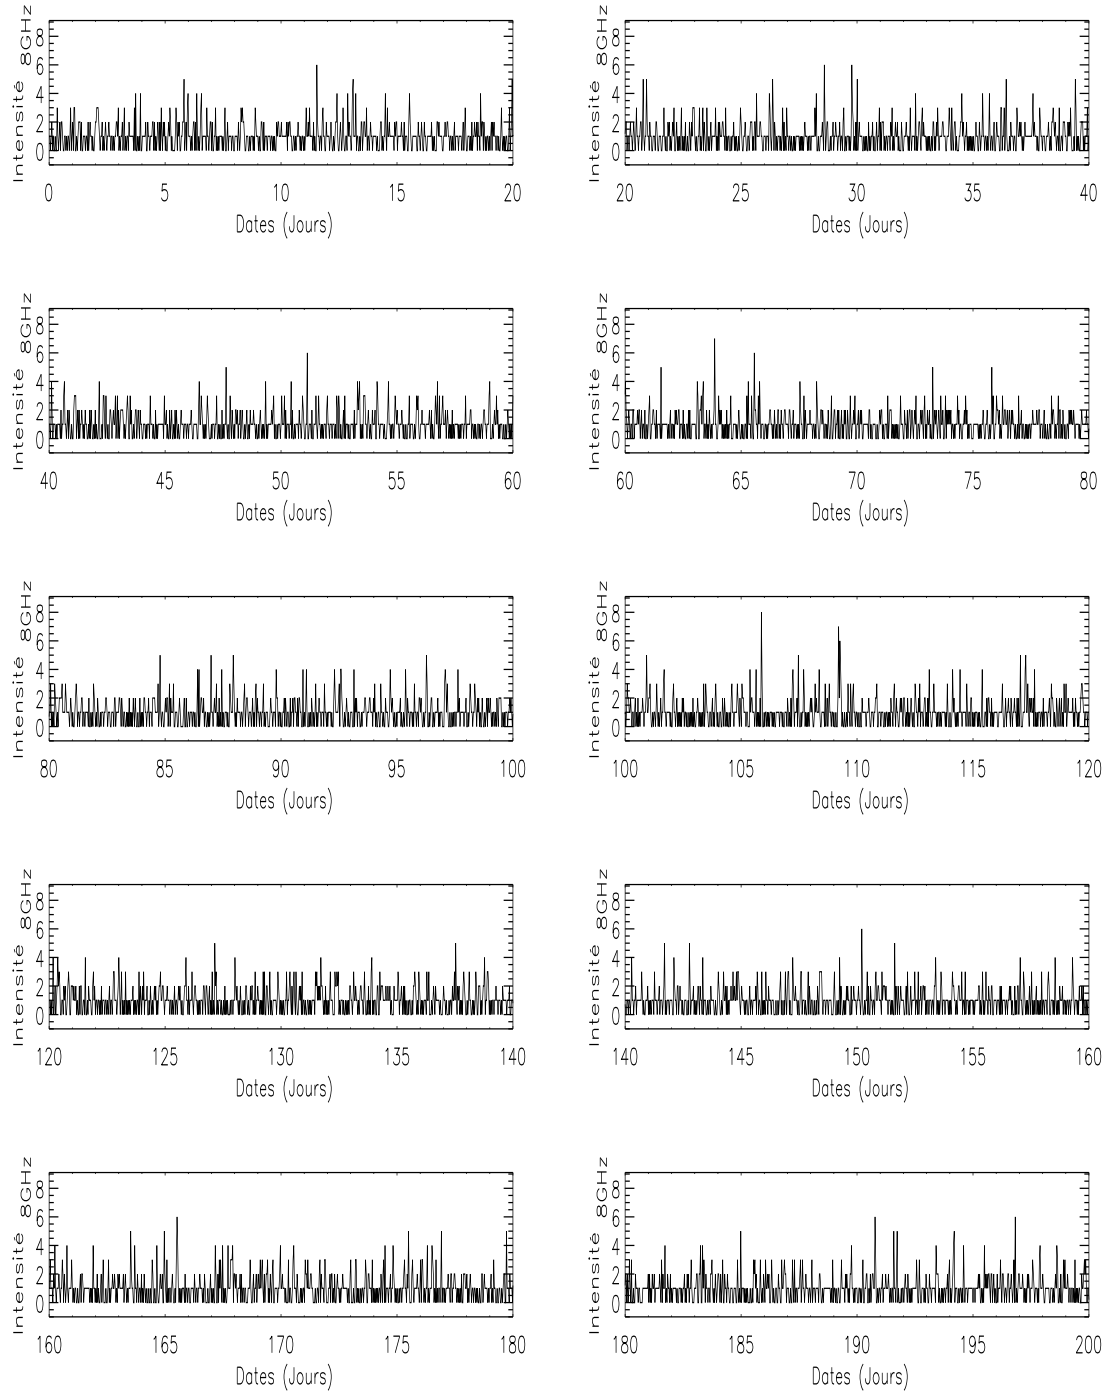 Intensité 8GHz
8
6
4
2
0
0 5 10 15 20
Dates (Jours)
Intensité 8GHz
8
6
4
2
0
20 25 30 35 40
Dates (Jours)
Intensité 8GHz
8
6
4
2
0
40 45 50 55 60
Dates (Jours)
Intensité 8GHz
8
6
4
2
0
60 65 70 75 80
Dates (Jours)
Intensité 8GHz
8
6
4
2
0
80 85 90 95 100
Dates (Jours)
Intensité 8GHz
8
6
4
2
0
100 105 110 115 120
Dates (Jours)
Intensité 8GHz
8
6
4
2
0
120 125 130 135 140
Dates (Jours)
Intensité 8GHz
8
6
4
2
0
140 145 150 155 160
Dates (Jours)
Intensité 8GHz
8
6
4
2
0
160 165 170 175 180
Dates (Jours)
Intensité 8GHz
8
6
4
2
0
180 185 190 195 200
Dates (Jours)